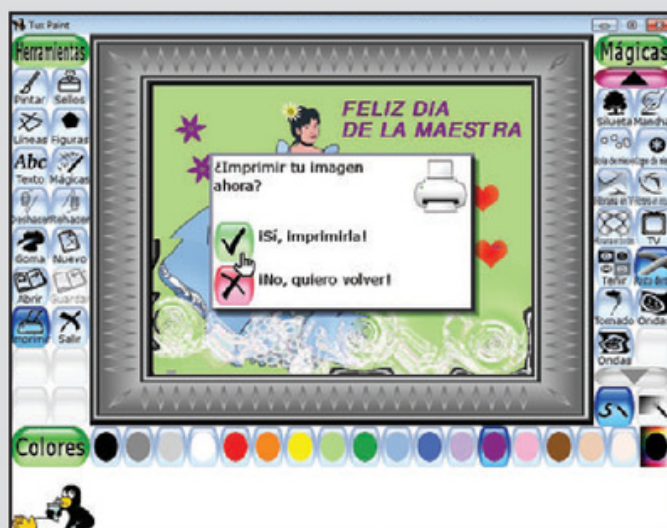 Tux Paint
Herramientas
Mágicas
Pintar Sellos
Líneas Figuras
Abc
Texto Mágicas
Deshacer Rehacer
Goma Nuevo
Abrir Guardar
Imprimir Salir
FELIZ DIA
DE LA MAESTRA
¿Imprimir tu imagen
ahora?
¡Sí, imprimirla!
¡No, quiero volver!
Silueta Mancha
TV
Teñir
Tornado Ondas
Ondas
Colores